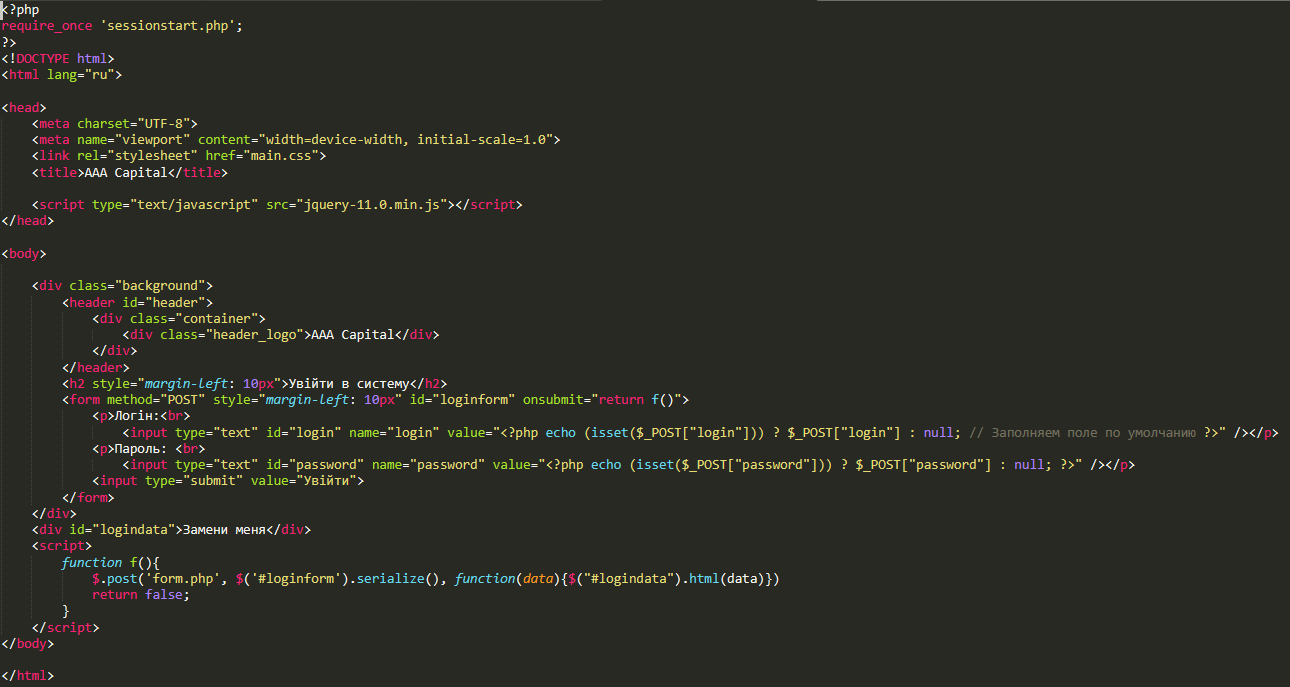 <?php
require_once 'sessionstart.php';
?>
<!DOCTYPE html>
<html lang="ru">
<head>
<meta charset="UTF-8">
<meta name="viewport" content="width=device-width, initial-scale=1.0">
<link rel="stylesheet" href="main.css">
<title>AAA Capital</title>
<script type="text/javascript" src="jquery-11.0.min.js"></script>
</head>
<body>
<div class="background">
<header id="header">
<div class="container">
<div class="header_logo">AAA Capital</div>
</div>
</header>
<h2 style="margin-left: 10px">Увійти в систему</h2>
<form method="POST" style="margin-left: 10px" id="loginform" onsubmit="return f()">
<p>Логін:<br>
<input type="text" id="login" name="login" value="<?php echo (isset($_POST["login"])) ? $_POST["login"] : null; // Заполняем поле по умолчанию ?>" /></p>
<p>Пароль: <br>
<input type="text" id="password" name="password" value="<?php echo (isset($_POST["password"])) ? $_POST["password"] : null; ?>" /></p>
<input type="submit" value="Увійти">
</form>
</div>
<div id="logindata">Замени меня</div>
<script>
function f(){
$.post('form.php', $('#loginform').serialize(), function(data){$("#logindata").html(data)})
return false;
}
</script>
</body>
</html>